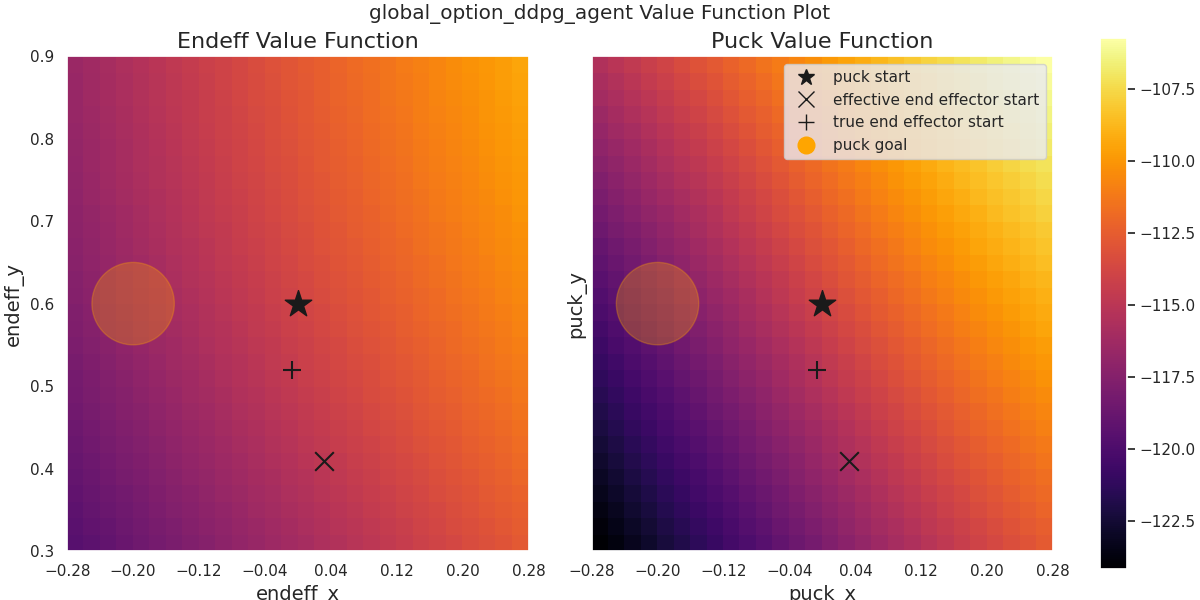 global_option_ddpg_agent Value Function Plot
Endeff Value Function
Puck Value Function
endeff_y
0.9
0.8
0.7
0.6
0.5
0.4
0.3
−0.28 −0.20 −0.12 −0.04 0.04 0.12 0.20 0.28
endeff_x
puck_y
puck start
effective end effector start
true end effector start
puck goal
−0.28 −0.20 −0.12 −0.04 0.04 0.12 0.20 0.28
puck_x
−107.5
−110.0
−112.5
−115.0
−117.5
−120.0
−122.5